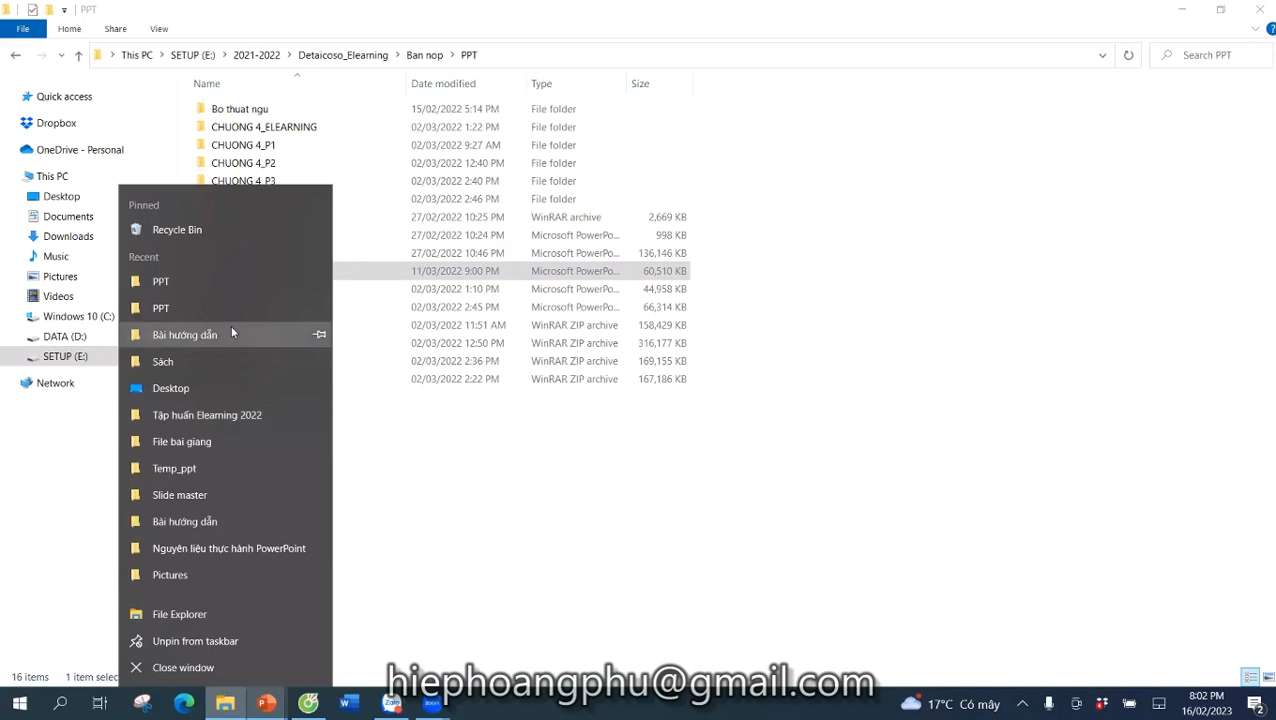 PPT
File
Home
Share
View
This PC
SETUP (E:)
2021-2022
Detaicoso_Elearning
Ban nop
PPT
Search PPT
Name
Date modified
Type
Size
Quick access
Dropbox
OneDrive - Personal
This PC
Desktop
Documents
Downloads
Music
Pictures
Videos
Windows 10 (C:)
DATA (D:)
SETUP (E:)
Network
Bo thuat ngu 15/02/2022 5:14 PM File folder
CHUONG 4_ELEARNING 02/03/2022 1:22 PM File folder
CHUONG 4_P1 02/03/2022 9:27 AM File folder
CHUONG 4_P2 02/03/2022 12:40 PM File folder
CHUONG 4_P3 02/03/2022 2:40 PM File folder
02/03/2022 2:46 PM File folder
27/02/2022 10:25 PM WinRAR archive 2,669 KB
27/02/2022 10:24 PM Microsoft PowerPo... 998 KB
27/02/2022 10:46 PM Microsoft PowerPo... 136,146 KB
11/03/2022 9:00 PM Microsoft PowerPo... 60,510 KB
02/03/2022 1:10 PM Microsoft PowerPo... 44,958 KB
02/03/2022 2:45 PM Microsoft PowerPo... 66,314 KB
02/03/2022 11:51 AM WinRAR ZIP archive 158,429 KB
02/03/2022 12:50 PM WinRAR ZIP archive 316,177 KB
02/03/2022 2:36 PM WinRAR ZIP archive 169,155 KB
02/03/2022 2:22 PM WinRAR ZIP archive 167,186 KB
Pinned
Recycle Bin
Recent
PPT
PPT
Bài hướng dẫn
Sách
Desktop
Tập huấn Elearning 2022
File bai giang
Temp_ppt
Slide master
Bài hướng dẫn
Nguyên liệu thực hành PowerPoint
Pictures
File Explorer
Unpin from taskbar
Close window
16 items
1 item selec
hiephoangphu@gmail.com
Zalo
zoom
17°C Có mây
8:02 PM
16/02/2023
2